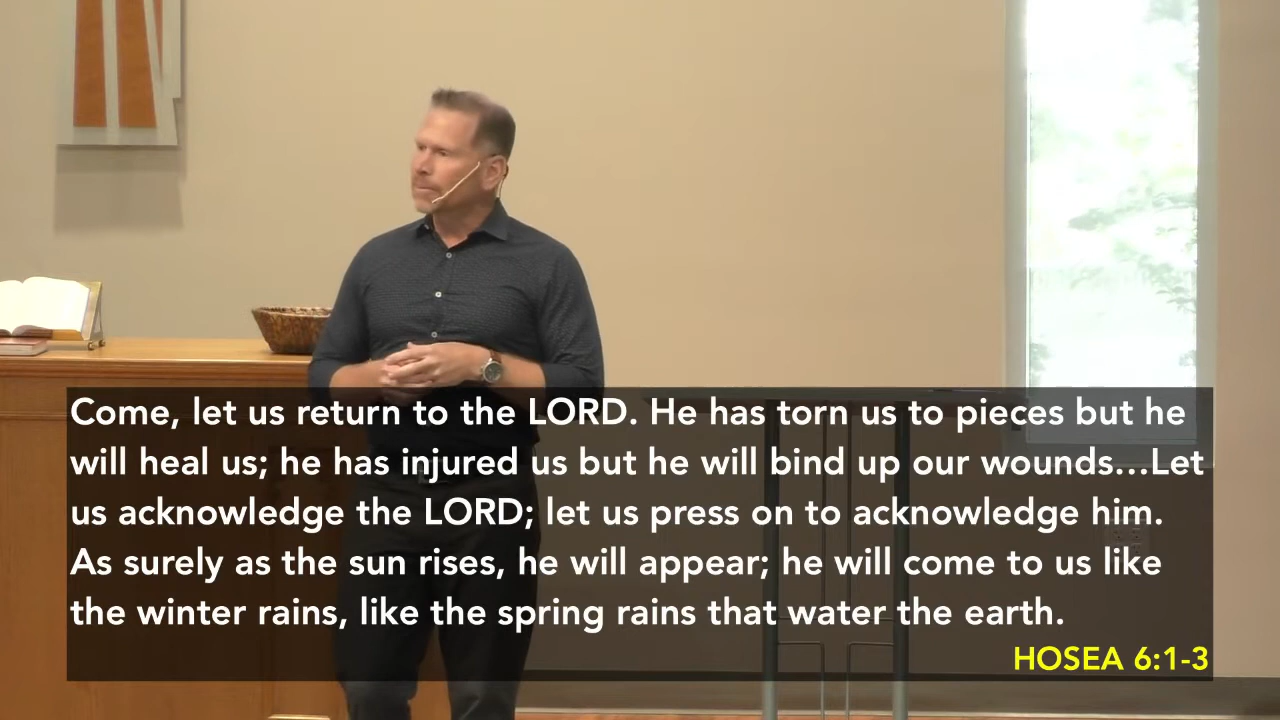 Come, let us return to the LORD. He has torn us to pieces but he
will heal us; he has injured us but he will bind up our wounds...Let
us acknowledge the LORD; let us press on to acknowledge him.
As surely as the sun rises, he will appear; he will come to us like
the winter rains, like the spring rains that water the earth.
HOSEA 6:1-3